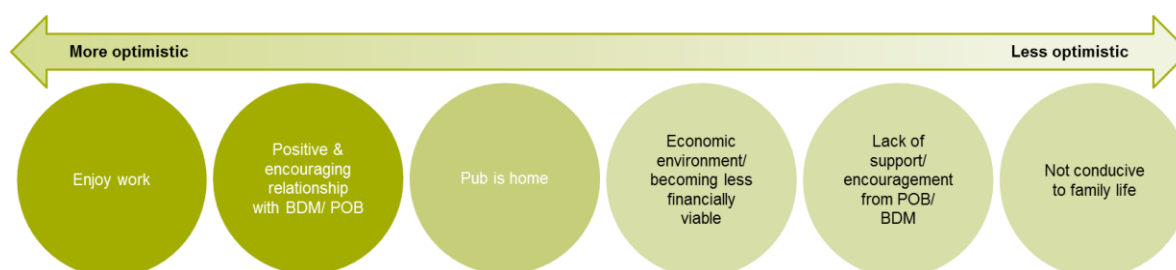 More optimistic
Less optimistic
Enjoy work
Positive &
encouraging
relationship
with BDM/ POB
Pub is home
Economic
environment/
becoming less
financially
viable
Lack of
support/
encouragement
from POB/
BDM
Not conducive
to family life